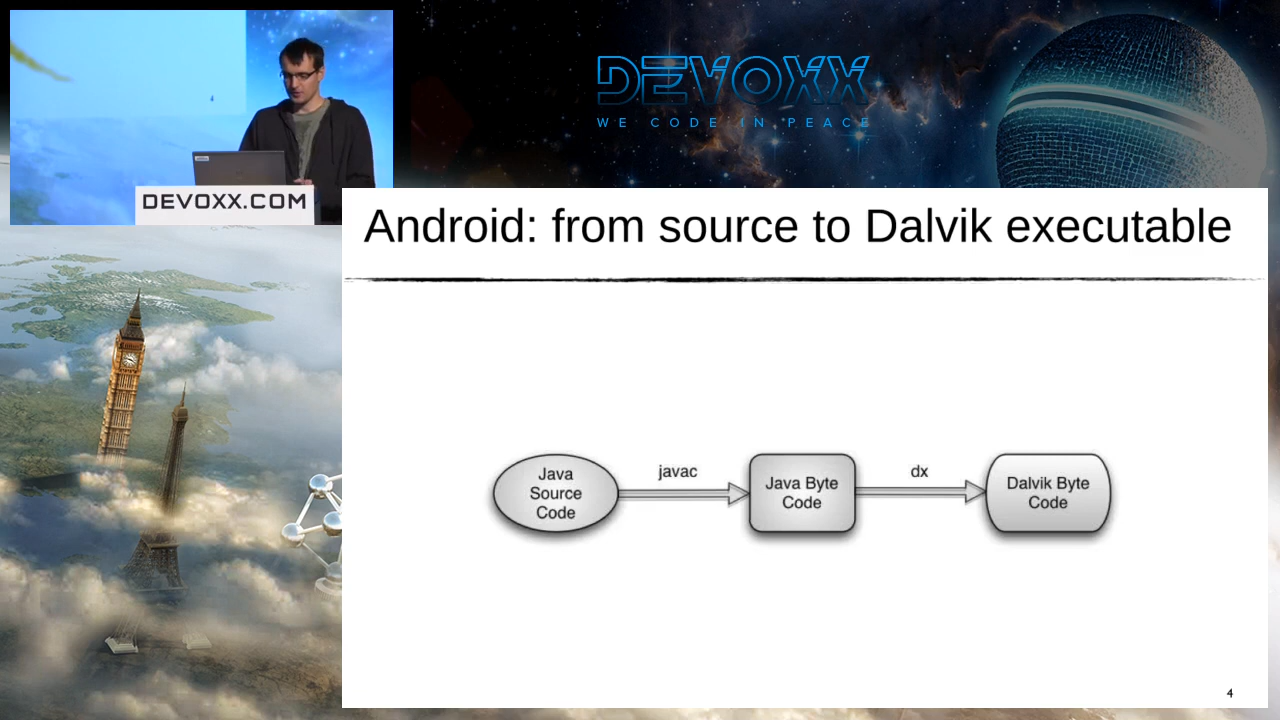 DEVOXX
WE CODE IN PEACE
DEVOXX.COM
Android: from source to Dalvik executable
Java
Source
Code
javac
Java Byte
Code
dx
Dalvik Byte
Code
4